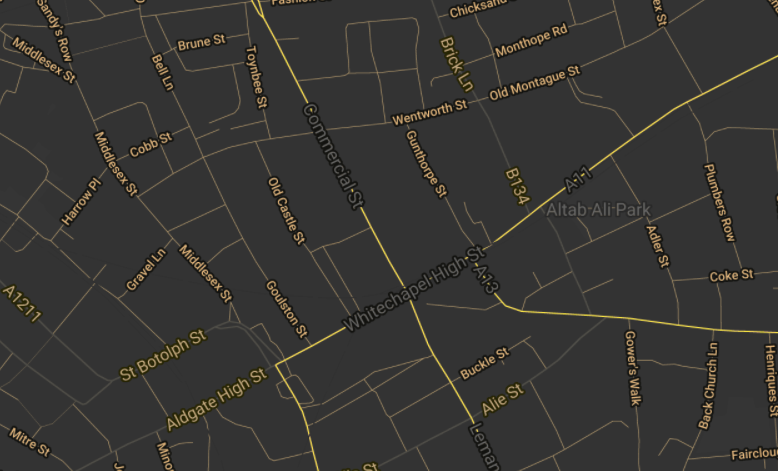 Sandy's Row
Fashion
Chicksand
Middlesex St
Brune St
Bell Ln
Toynbee St
Brick Ln
Monthope Rd
Old Montague St
Wentworth St
Commercial St
Middlesex St
Cobb St
Harrow Pl
Gunthorpe St
B134
A11
Altab Ali Park
Plumbers Row
Adler St
Old Castle St
Gravel Ln
Middlesex St
Goulston St
Whitechapel High St
A13
Coke St
A1211
St Botolph St
Aldgate High St
Buckle St
Alie St
Gower's Walk
Back Church Ln
Henriques St
Mitre St
Mino
Leman
Fairclou